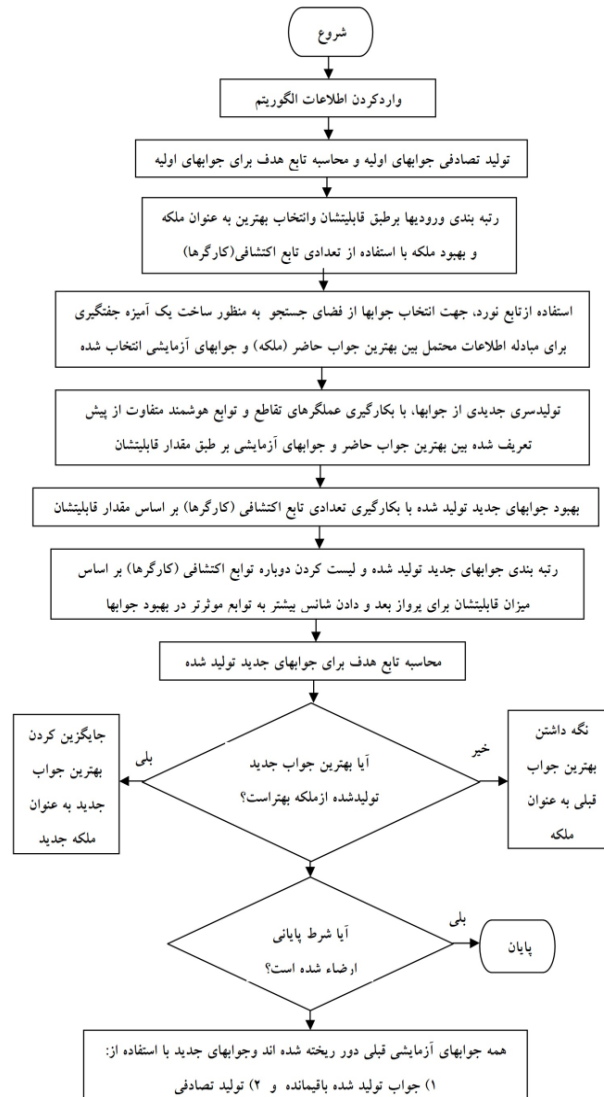 شروع
واردکردن اطلاعات الگوریتم
تولید تصادفی جوابهای اولیه و محاسبه تابع هدف برای جوابهای اولیه
رتبه بندی ورودیها برطبق قابلیتشان وانتخاب بهترین به عنوان ملکه
و بهبود ملکه با استفاده از تعدادی تابع اکتشافی(کارگرها)
استفاده ازتابع نورد، جهت انتخاب جوابها از فضای جستجو به منظور ساخت یک آمیزه جفتگیری
برای مبادله اطلاعات محتمل بین بهترین جواب حاضر (ملکه) و جوابهای آزمایشی انتخاب شده
تولیدسری جدیدی از جوابها، با بکارگیری عملگرهای تقاطع و توابع هوشمند متفاوت از پیش
تعریف شده بین بهترین جواب حاضر و جوابهای آزمایشی بر طبق مقدار قابلیتشان
بهبود جوابهای جدید تولید شده با بکارگیری تعدادی تابع اکتشافی (کارگرها) بر اساس مقدار قابلیتشان
رتبه بندی جوابهای جدید تولید شده و لیست کردن دوباره توابع اکتشافی (کارگرها) بر اساس
میزان قابلیتشان برای پرواز بعد و دادن شانس بیشتر به توابع موثرتر در بهبود جوابها
محاسبه تابع هدف برای جوابهای جدید تولید شده
آیا بهترین جواب جدید
تولیدشده ازملکه بهتراست؟
خیر
نگه داشتن
بهترین جواب
قبلی به عنوان
ملکه
بلی
جایگزین کردن
بهترین جواب
جدید به عنوان
ملکه جدید
آیا شرط پایانی
ارضاء شده است؟
بلی
پایان
همه جوابهای آزمایشی قبلی دور ریخته شده اند وجوابهای جدید با استفاده از:
۱) جواب تولید شده باقیمانده و ۲) تولید تصادفی